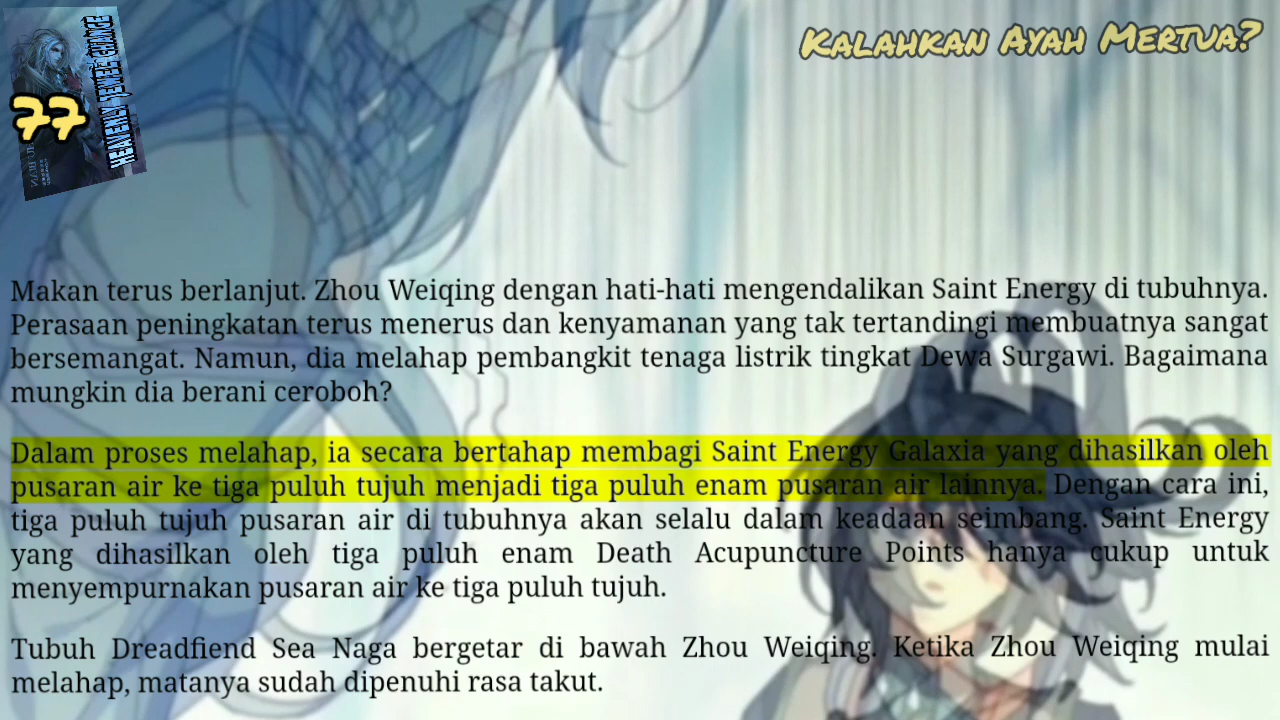 77
HEAVENLY JEWEL CHANGE
Kalahkan Ayah Mertua?
Makan terus berlanjut. Zhou Weiqing dengan hati-hati mengendalikan Saint Energy di tubuhnya.
Perasaan peningkatan terus menerus dan kenyamanan yang tak tertandingi membuatnya sangat
bersemangat. Namun, dia melahap pembangkit tenaga listrik tingkat Dewa Surgawi. Bagaimana
mungkin dia berani ceroboh?
Dalam proses melahap, ia secara bertahap membagi Saint Energy Galaxia yang dihasilkan oleh
pusaran air ke tiga puluh tujuh menjadi tiga puluh enam pusaran air lainnya. Dengan cara ini,
tiga puluh tujuh pusaran air di tubuhnya akan selalu dalam keadaan seimbang. Saint Energy
yang dihasilkan oleh tiga puluh enam Death Acupuncture Points hanya cukup untuk
menyempurnakan pusaran air ke tiga puluh tujuh.
Tubuh Dreadfiend Sea Naga bergetar di bawah Zhou Weiqing. Ketika Zhou Weiqing mulai
melahap, matanya sudah dipenuhi rasa takut.